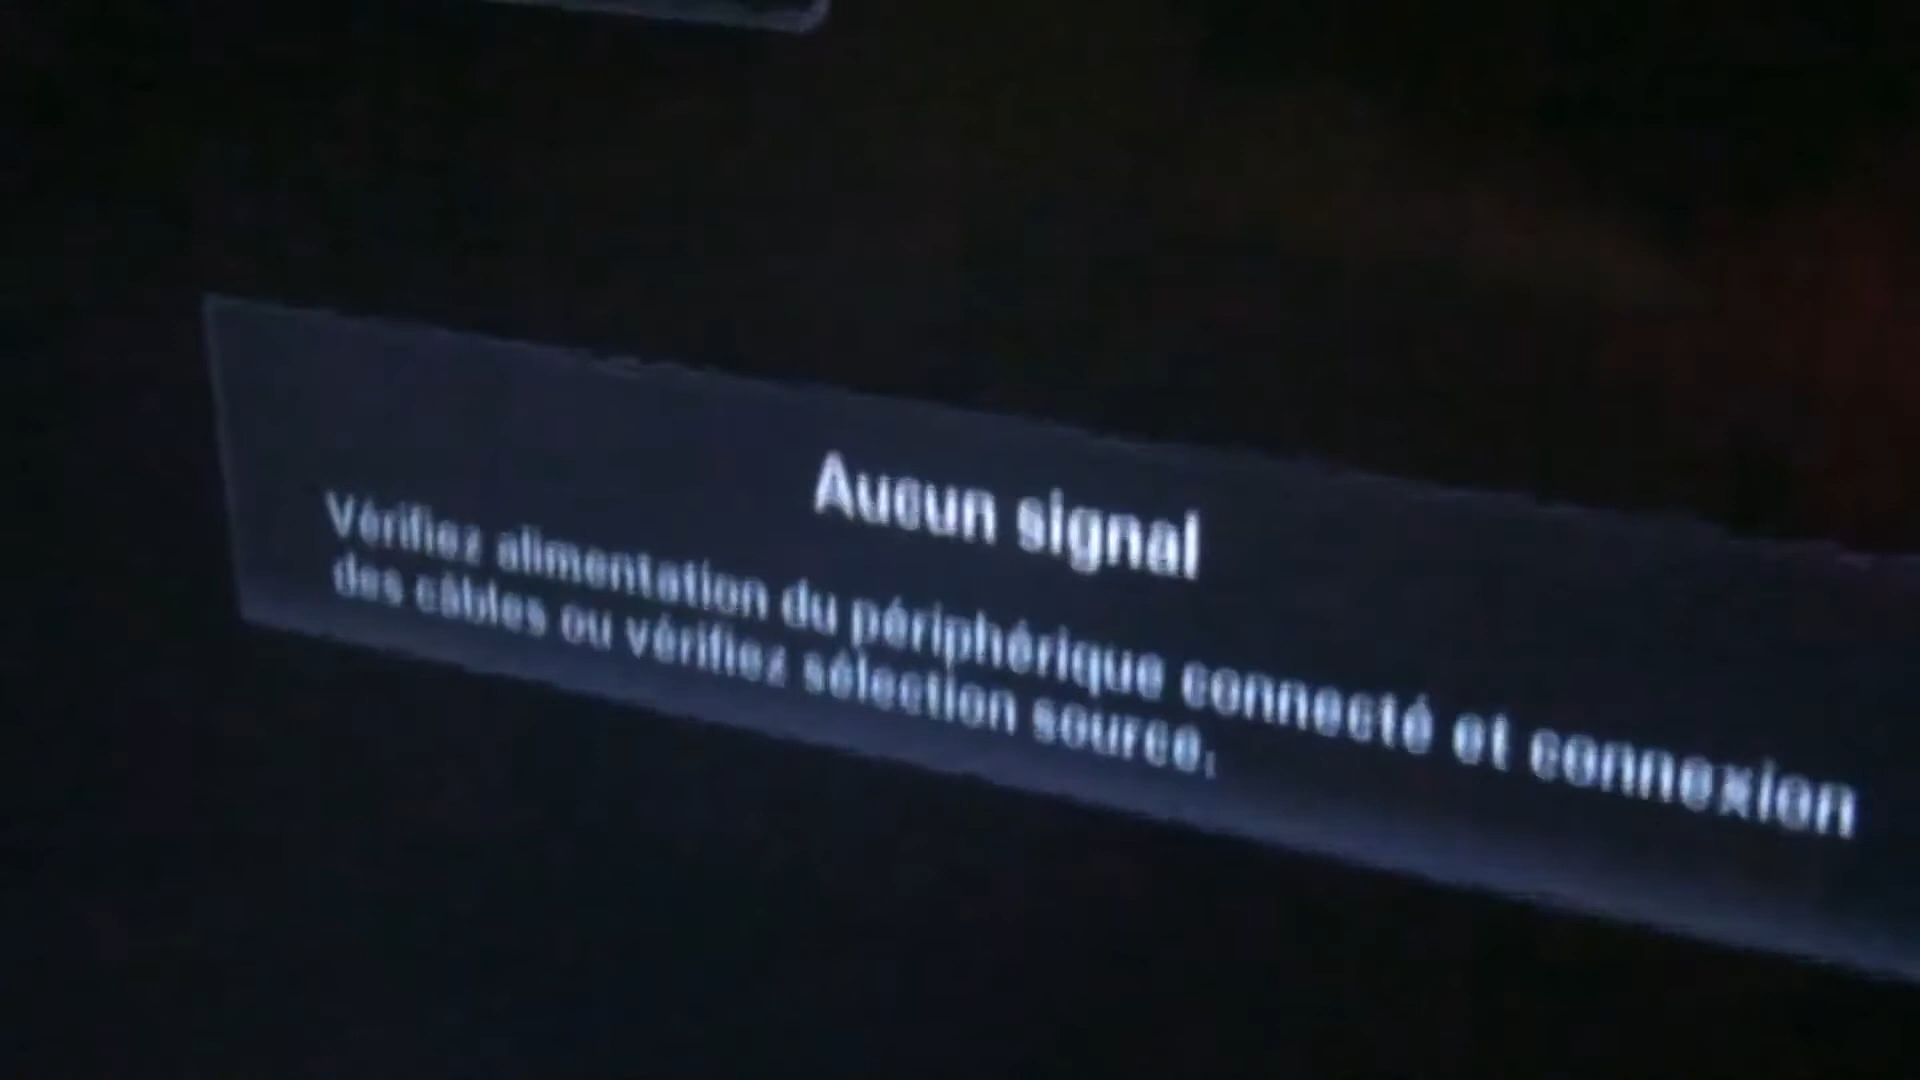 Aucun signal
Vérifiez alimentation du périphérique connecté et connexion
des câbles ou vérifiez sélection source.